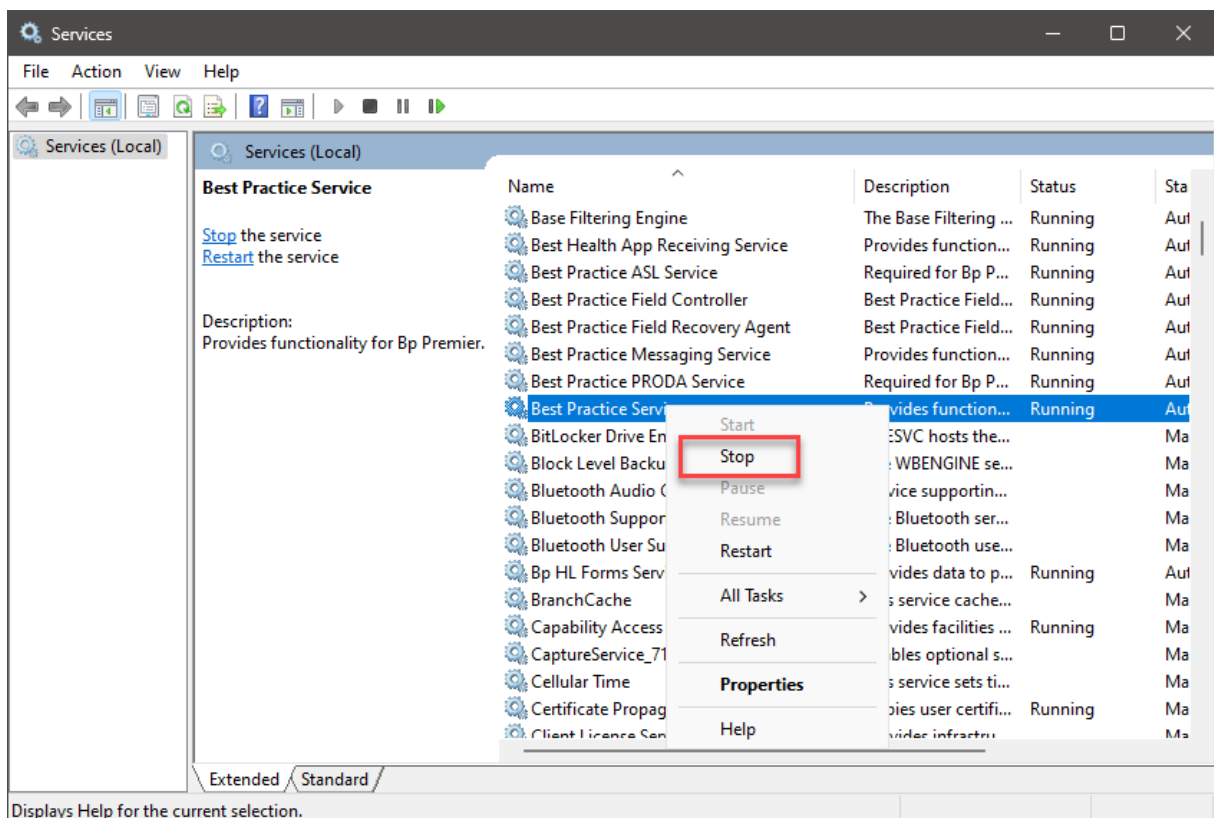 Services
File Action View Help
Services (Local)
Services (Local)
Best Practice Service
Stop the service
Restart the service
Description:
Provides functionality for Bp Premier.
Name Description Status Sta
Base Filtering Engine The Base Filtering ... Running Aut
Best Health App Receiving Service Provides function... Running Aut
Best Practice ASL Service Required for Bp P... Running Aut
Best Practice Field Controller Best Practice Field... Running Aut
Best Practice Field Recovery Agent Best Practice Field... Running Aut
Best Practice Messaging Service Provides function... Running Aut
Best Practice PRODA Service Required for Bp P... Running Aut
Best Practice Servi vides function... Running Aut
BitLocker Drive En ESVC hosts the... Ma
Block Level Backu WBENGINE se... Ma
Bluetooth Audio vice supportin... Ma
Bluetooth Suppor Bluetooth ser... Ma
Bluetooth User Su Bluetooth use... Ma
Bp HL Forms Serv vides data to p... Running Aut
BranchCache s service cache... Ma
Capability Access vides facilities ... Running Ma
CaptureService_71 bles optional s... Ma
Cellular Time s service sets ti... Ma
Certificate Propag pies user certifi... Running Ma
Client License Ser vides infrastru Ma
Start
Stop
Pause
Resume
Restart
All Tasks
Refresh
Properties
Help
Extended Standard
Displays Help for the current selection.